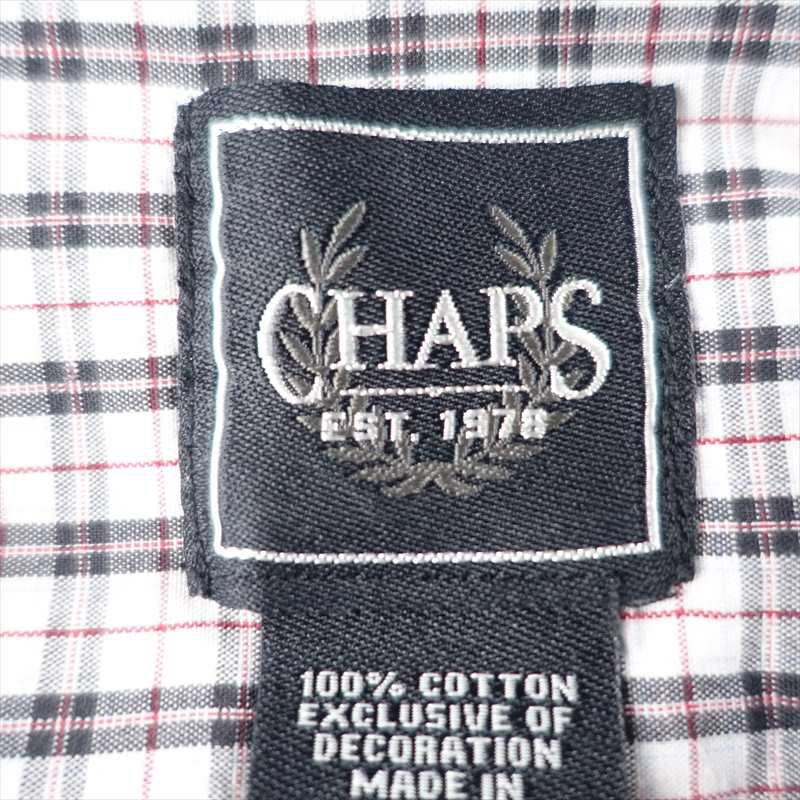 CHAPS
EST. 1978
100% COTTON
EXCLUSIVE OF
DECORATION
MADE IN